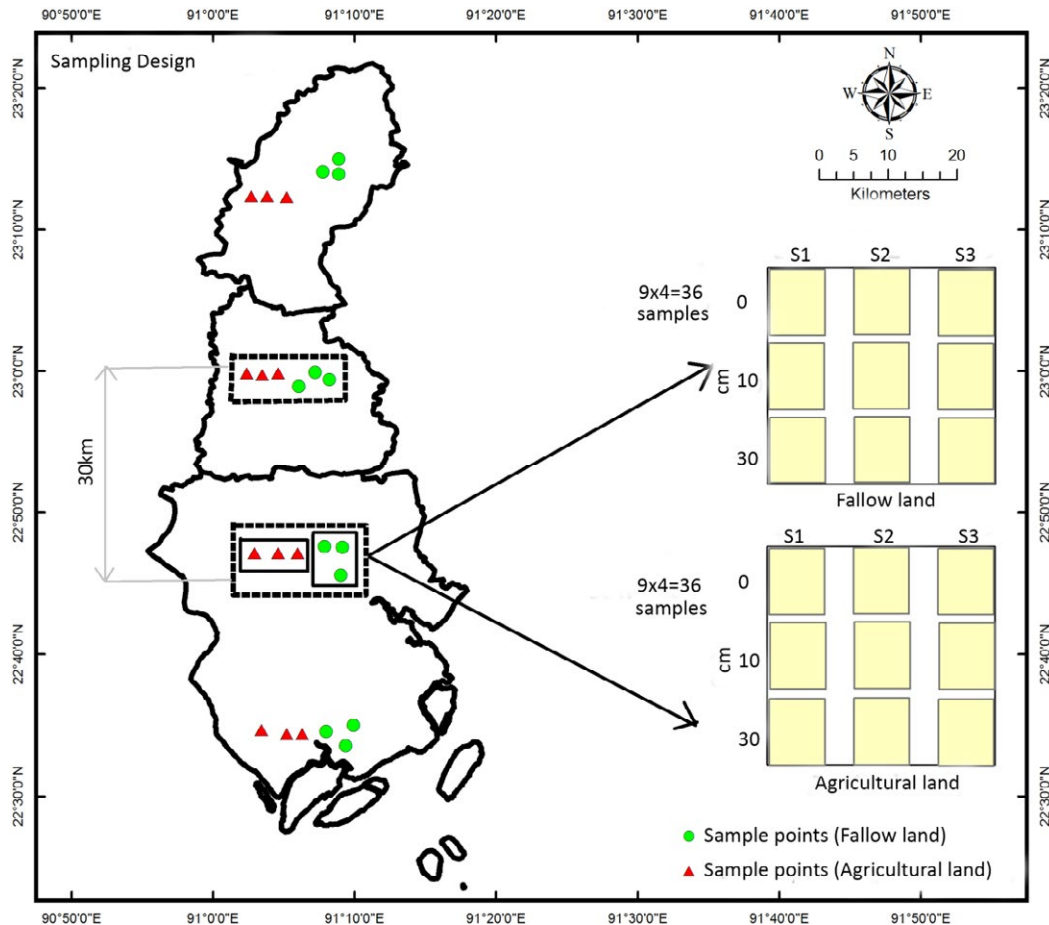 90°50'0"E 91°0'0"E 91°10'0"E 91°20'0"E 91°30'0"E 91°40'0"E 91°50'0"E
Sampling Design
N
W E
S
0 5 10 20
Kilometers
23°20'0"N 23°20'0"N
23°10'0"N 23°10'0"N
23°0'0"N 23°0'0"N
22°50'0"N 22°50'0"N
22°40'0"N 22°40'0"N
22°30'0"N 22°30'0"N
30km
S1 S2 S3
9x4=36
samples
0
cm 10
30
Fallow land
S1 S2 S3
9x4=36
samples
0
cm 10
30
Agricultural land
Sample points (Fallow land)
Sample points (Agricultural land)
90°50'0"E 91°0'0"E 91°10'0"E 91°20'0"E 91°30'0"E 91°40'0"E 91°50'0"E